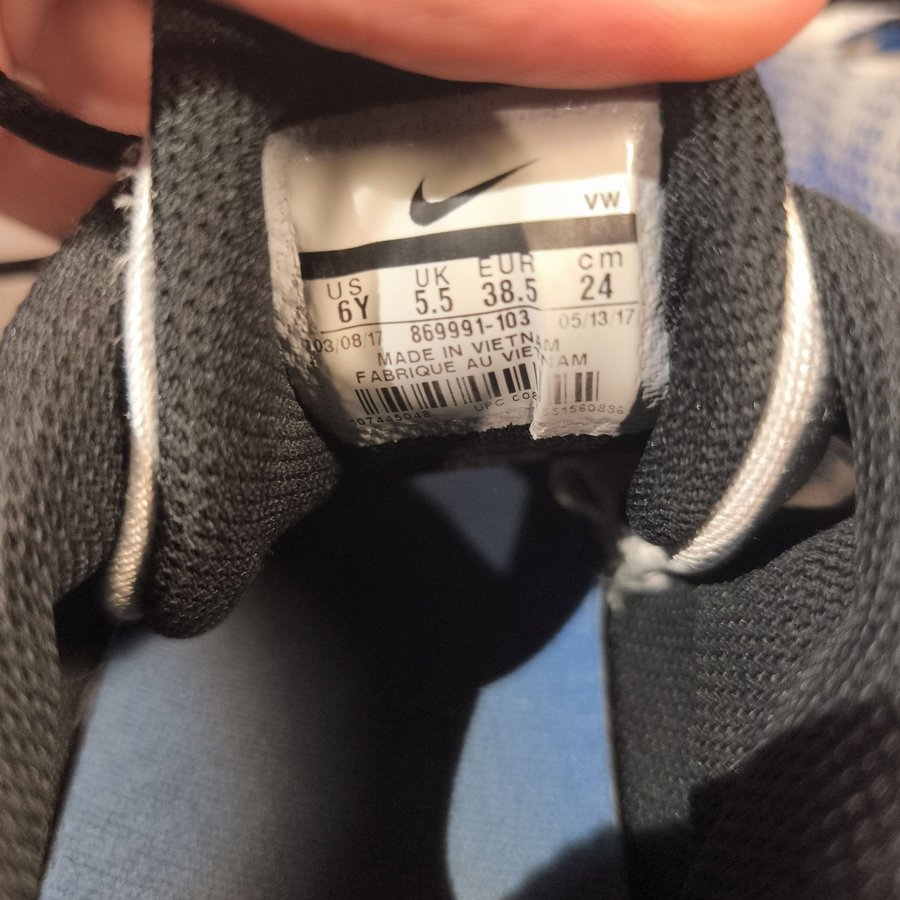 VW
US UK EUR cm
6Y 5.5 38.5 24
03/08/17 869991-103 05/13/17
MADE IN VIETNAM
FABRIQUE AU VIETNAM
UPC